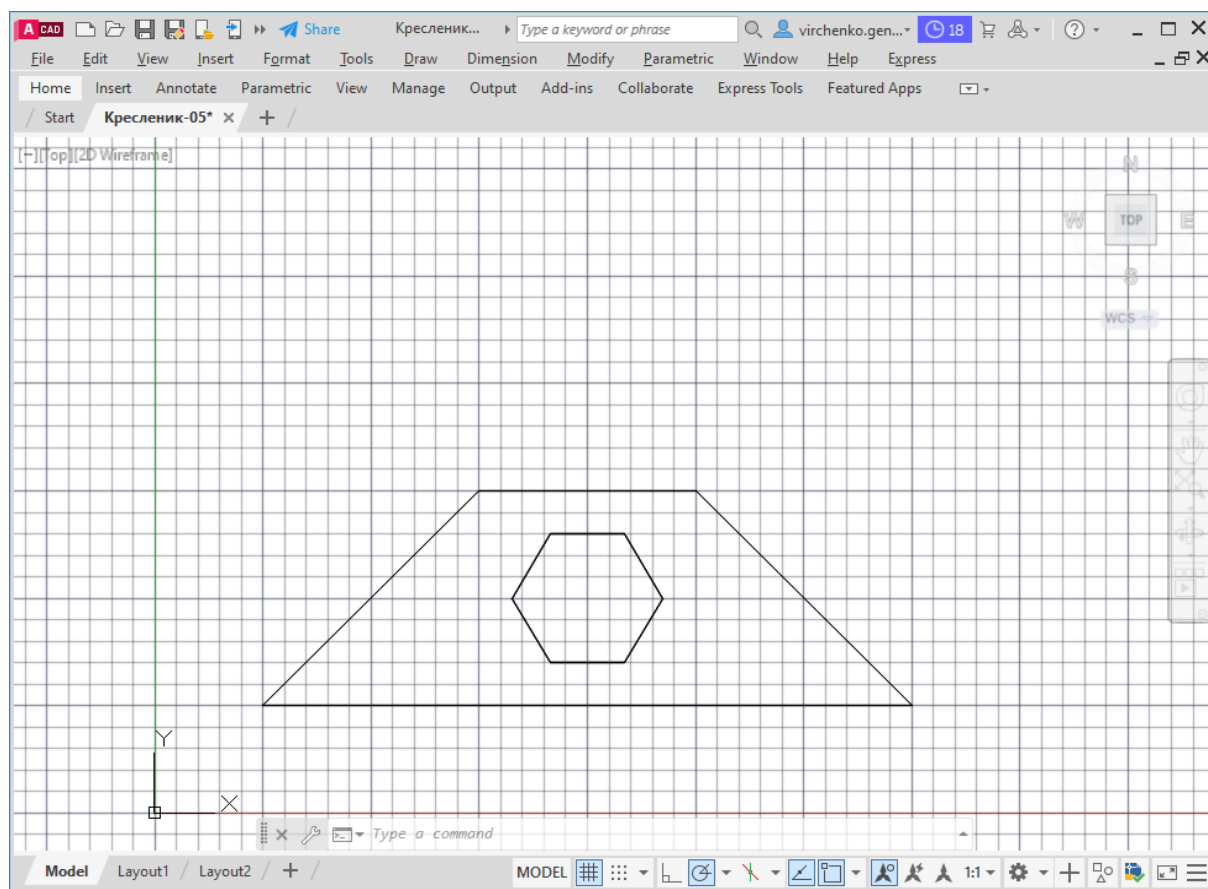 A CAD Share Кресленик... Type a keyword or phrase virchenko.gen... 18
File Edit View Insert Format Tools Draw Dimension Modify Parametric Window Help Express
Home Insert Annotate Parametric View Manage Output Add-ins Collaborate Express Tools Featured Apps
Start Кресленик-05*
[−][Top][2D Wireframe]
N
W TOP E
S
WCS
Y
X
Type a command
Model Layout1 Layout2 MODEL 1:1